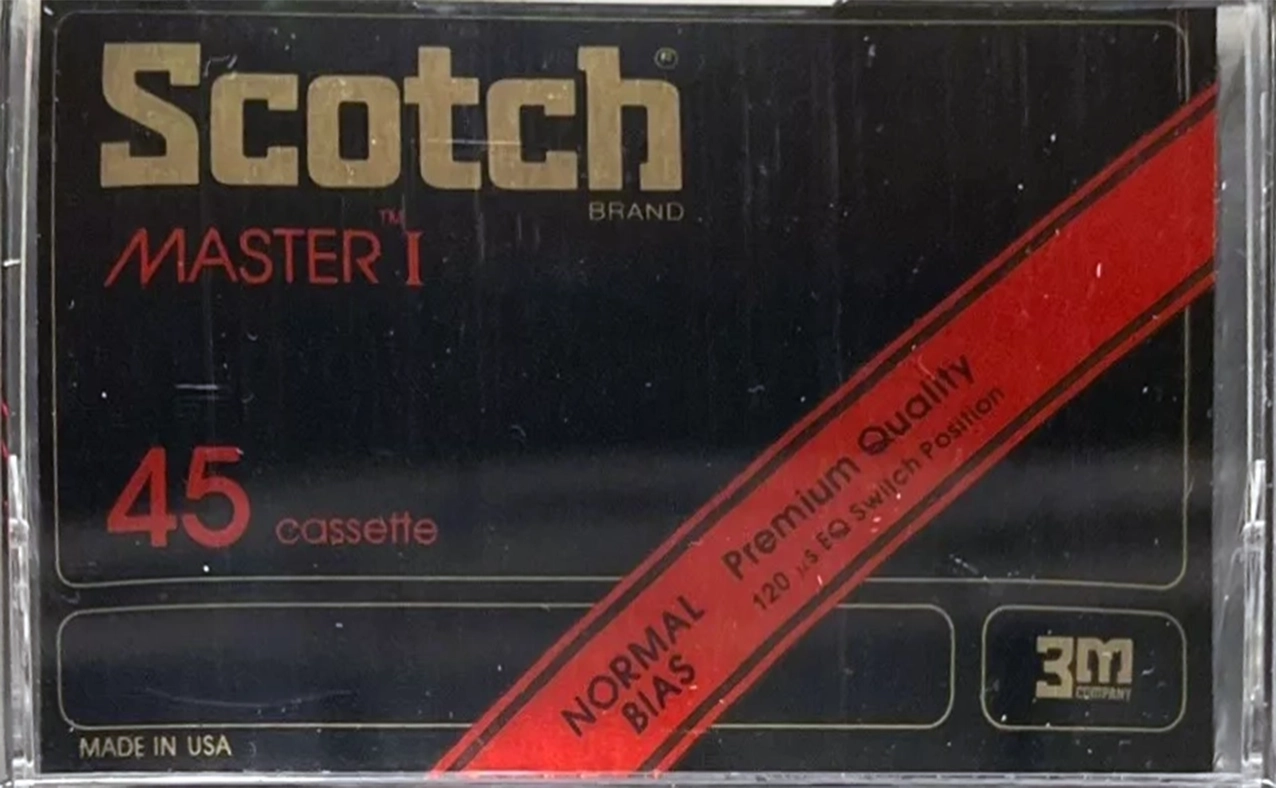 Scotch®
BRAND
MASTER™ I
45 cassette
Premium Quality
120 µS EQ Switch Position
NORMAL
BIAS
3M
COMPANY
MADE IN USA